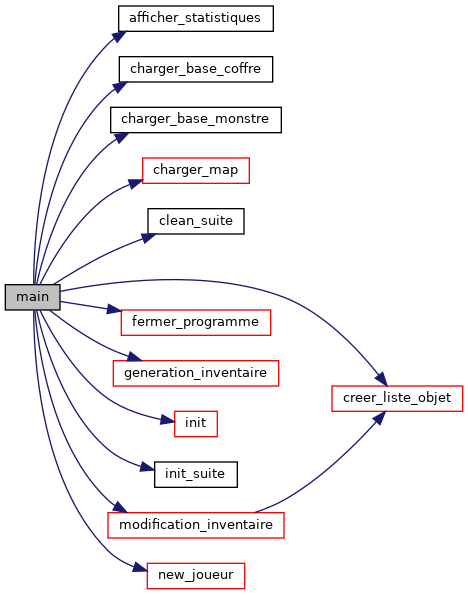 afficher_statistiques
charger_base_coffre
charger_base_monstre
charger_map
clean_suite
main
fermer_programme
generation_inventaire
creer_liste_objet
init
init_suite
modification_inventaire
new_joueur